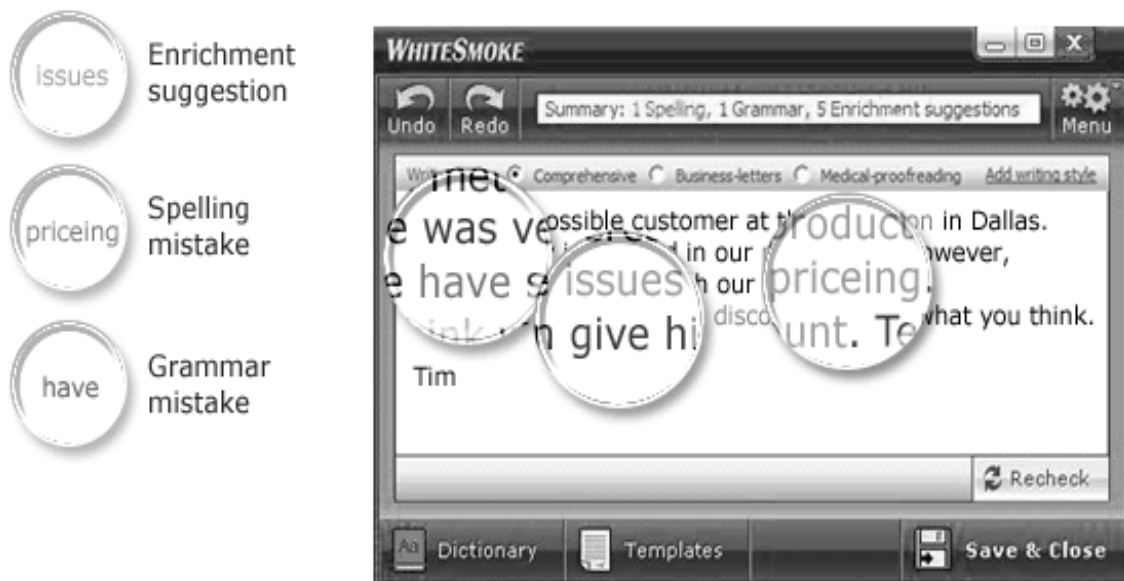 issues
Enrichment
suggestion
priceing
Spelling
mistake
have
Grammar
mistake
WHITESMOKE
Undo
Redo
Summary: 1 Spelling, 1 Grammar, 5 Enrichment suggestions
Menu
Comprehensive Business-letters Medical-proofreading Add writing style
ossible customer at in Dallas.
e was ve in our wever,
e have s issues h our priceing.
n give hi disco unt. Te what you think.
Tim
Recheck
Dictionary
Templates
Save & Close